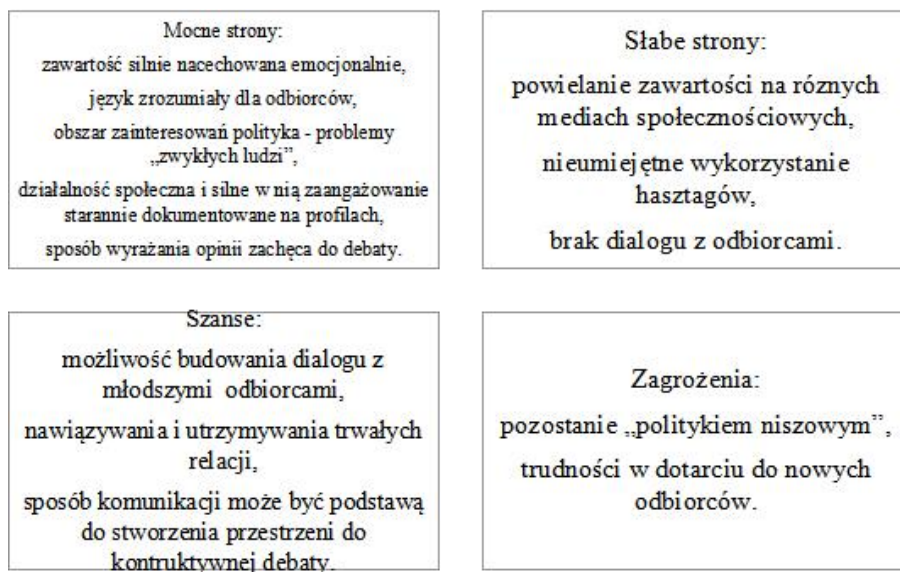 Mocne strony:
zawartość silnie nacechowana emocjonalnie,
język zrozumiały dla odbiorców,
obszar zainteresowań polityka - problemy
„zwykłych ludzi”,
działalność społeczna i silne w nią zaangażowanie
starannie dokumentowane na profilach,
sposób wyrażania opinii zachęca do debaty.
Słabe strony:
powielanie zawartości na róznych
mediach społecznościowych,
nieumiejętne wykorzystanie
hasztagów,
brak dialogu z odbiorcami.
Szanse:
możliwość budowania dialogu z
młodszymi odbiorcami,
nawiązywania i utrzymywania trwałych
relacji,
sposób komunikacji może być podstawą
do stworzenia przestrzeni do
kontruktywnej debaty.
Zagrożenia:
pozostanie „politykiem niszowym”,
trudności w dotarciu do nowych
odbiorców.